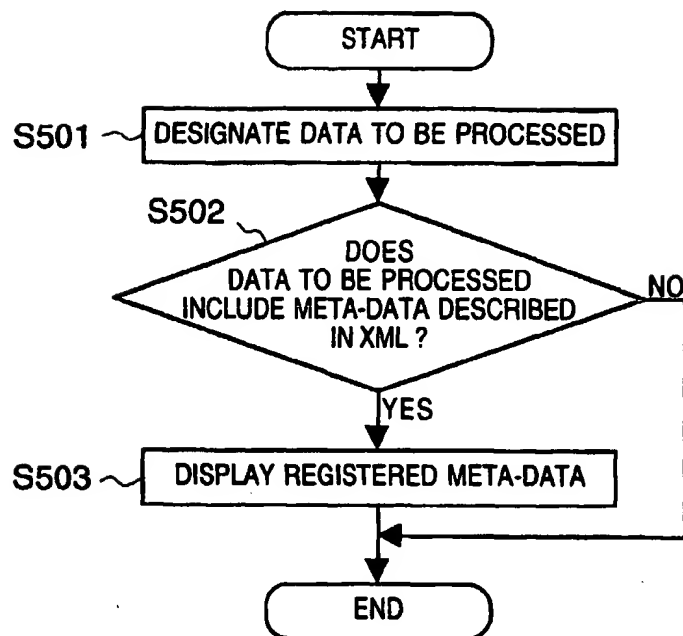 START
S501
DESIGNATE DATA TO BE PROCESSED
S502
DOES
DATA TO BE PROCESSED
INCLUDE META-DATA DESCRIBED
IN XML ?
NO
YES
S503
DISPLAY REGISTERED META-DATA
END